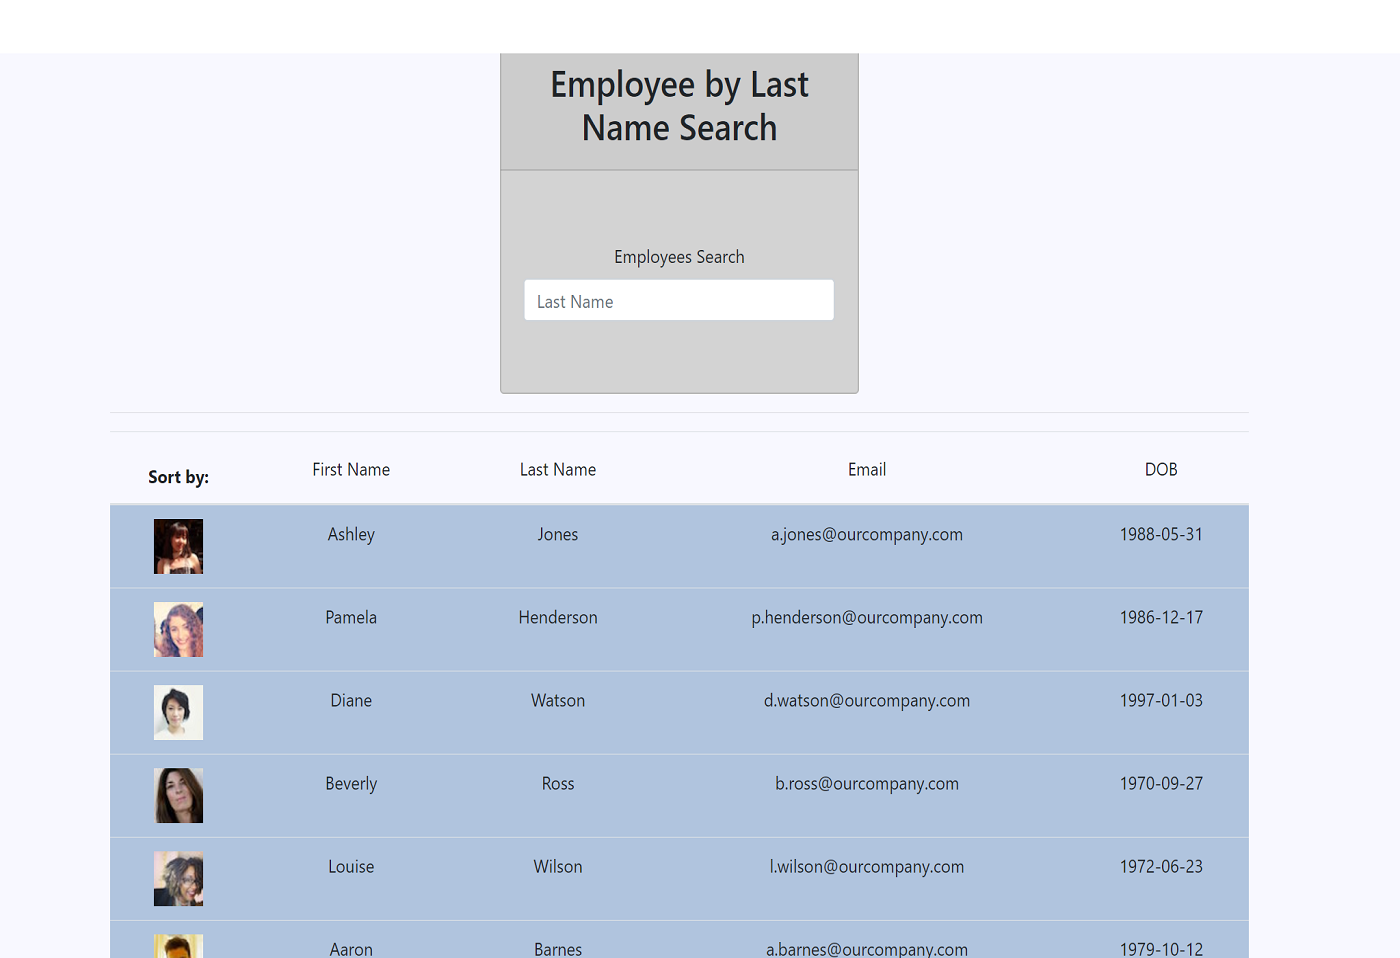 Employee by Last
Name Search
Employees Search
Last Name
Sort by: First Name Last Name Email DOB
Ashley Jones a.jones@ourcompany.com 1988-05-31
Pamela Henderson p.henderson@ourcompany.com 1986-12-17
Diane Watson d.watson@ourcompany.com 1997-01-03
Beverly Ross b.ross@ourcompany.com 1970-09-27
Louise Wilson l.wilson@ourcompany.com 1972-06-23
Aaron Barnes a.barnes@ourcompany.com 1979-10-12